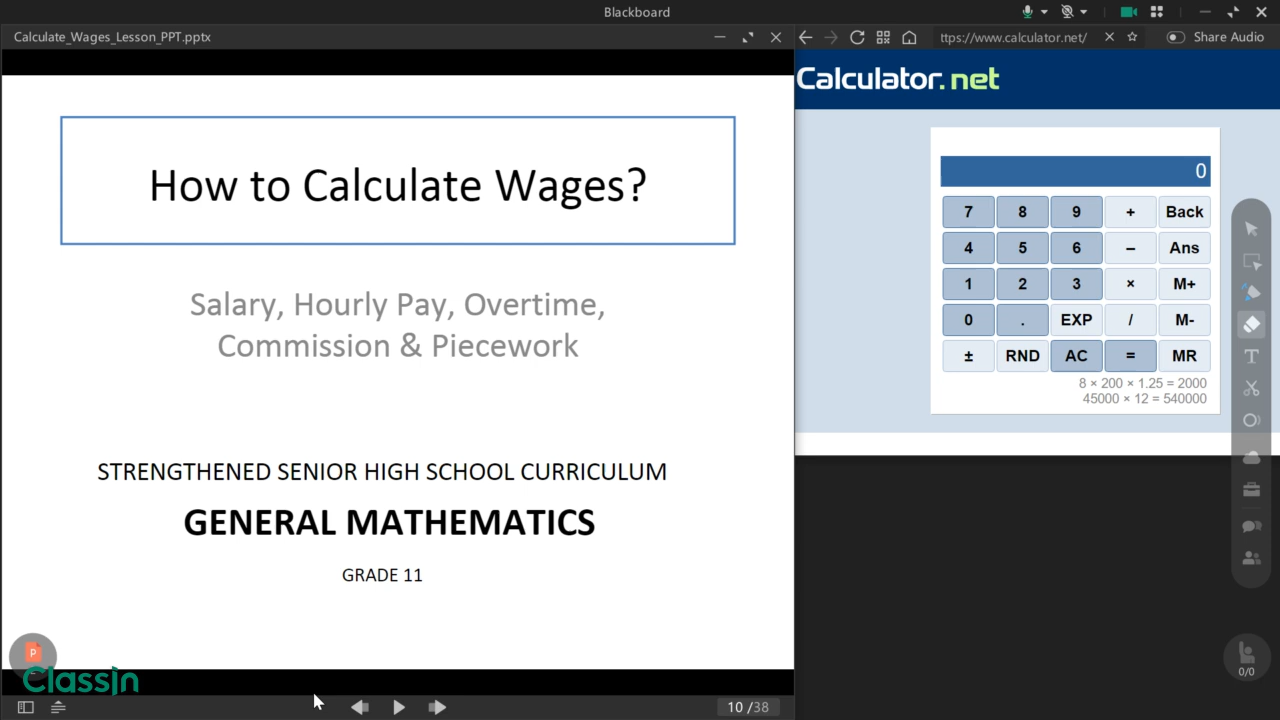 Blackboard
Calculate_Wages_Lesson_PPT.pptx
ttps://www.calculator.net/
Share Audio
How to Calculate Wages?
Salary, Hourly Pay, Overtime,
Commission & Piecework
STRENGTHENED SENIOR HIGH SCHOOL CURRICULUM
GENERAL MATHEMATICS
GRADE 11
P
ClassIn
10 /38
Calculator.net
0
7 8 9 + Back
4 5 6 – Ans
1 2 3 × M+
0 . EXP / M-
± RND AC = MR
8 × 200 × 1.25 = 2000
45000 × 12 = 540000
T
0/0